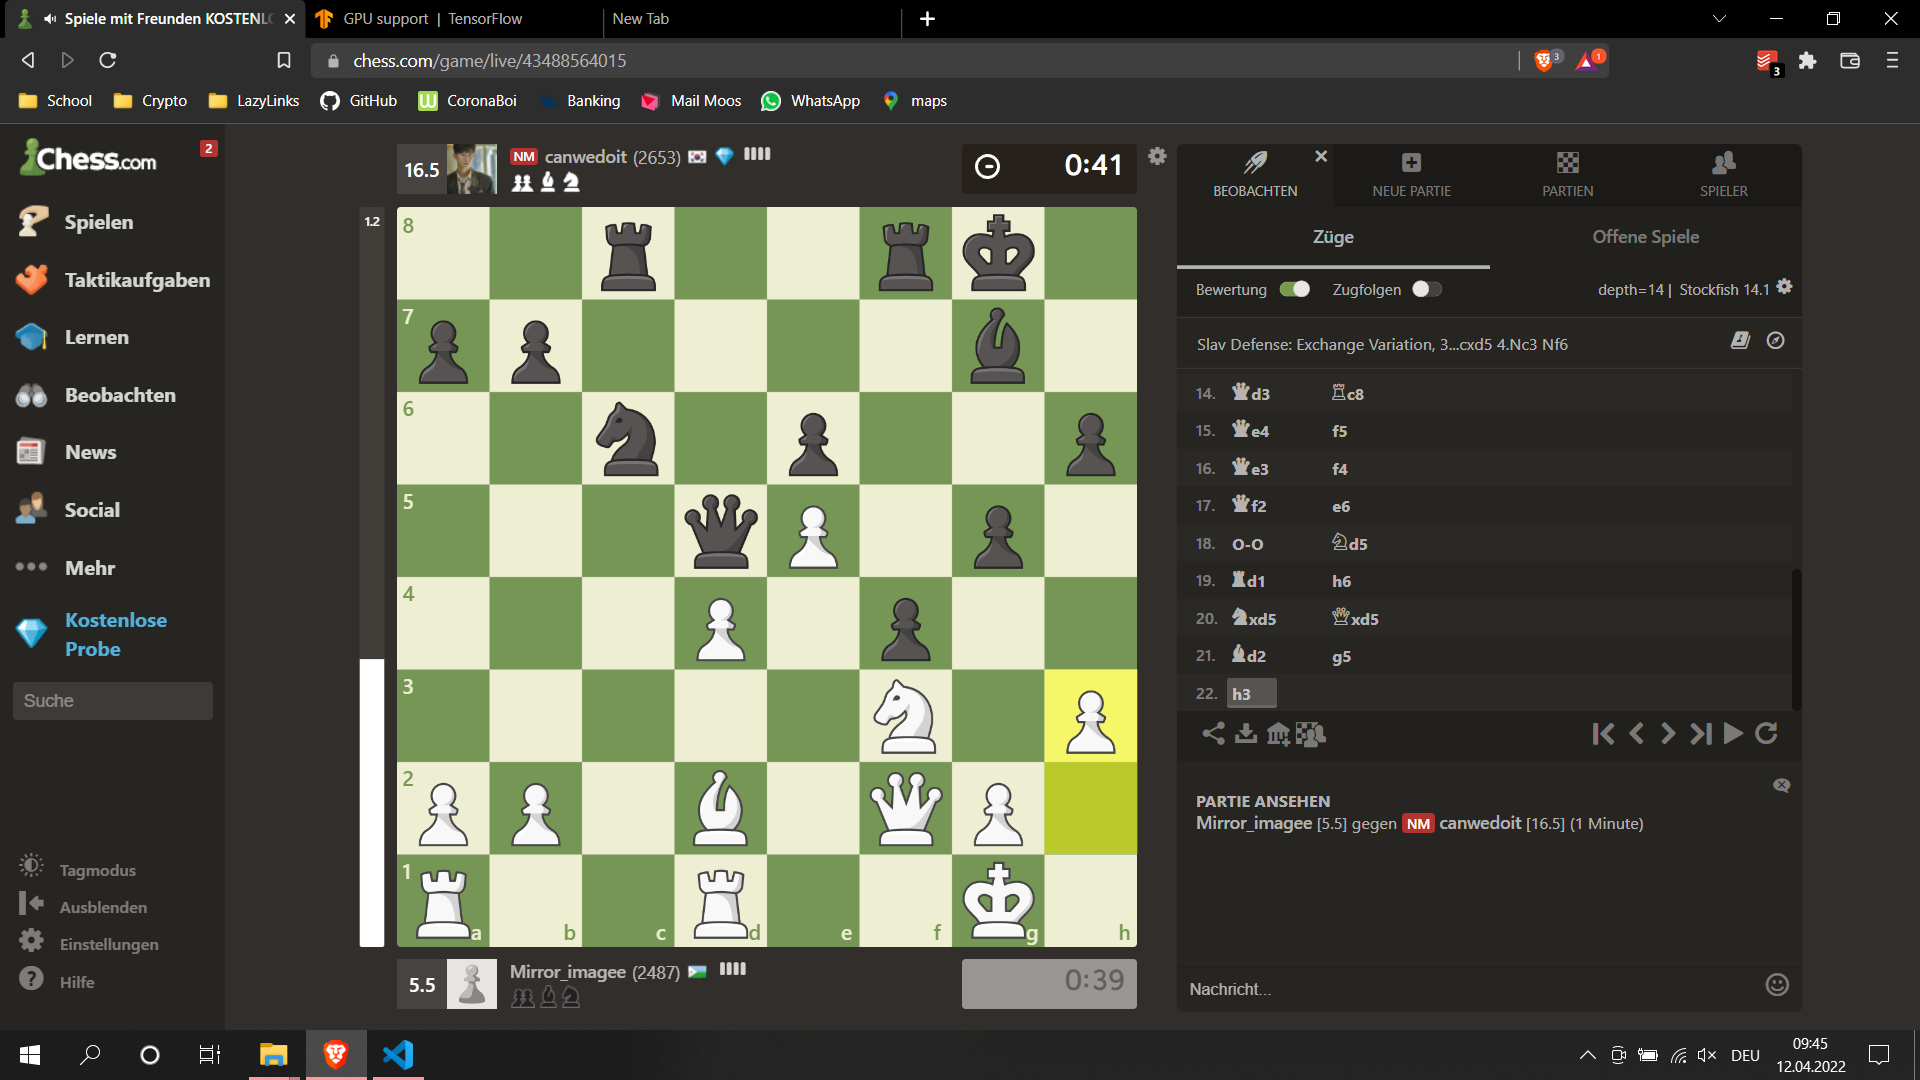 Spiele mit Freunden KOSTENLO
GPU support | TensorFlow
New Tab
chess.com/game/live/43488564015
3
1
3
School
Crypto
LazyLinks
GitHub
CoronaBoi
Banking
Mail Moos
WhatsApp
maps
Chess.com
2
Spielen
Taktikaufgaben
Lernen
Beobachten
News
Social
Mehr
Kostenlose
Probe
Suche
Tagmodus
Ausblenden
Einstellungen
Hilfe
16.5
NM canwedoit (2653)
0:41
1.2
8
7
6
5
4
3
2
1
a b c d e f g h
5.5
Mirror_imagee (2487)
0:39
BEOBACHTEN
NEUE PARTIE
PARTIEN
SPIELER
Züge
Offene Spiele
Bewertung
Zugfolgen
depth=14 | Stockfish 14.1
Slav Defense: Exchange Variation, 3...cxd5 4.Nc3 Nf6
14. d3 c8
15. e4 f5
16. e3 f4
17. f2 e6
18. O-O d5
19. d1 h6
20. xd5 xd5
21. d2 g5
22. h3
PARTIE ANSEHEN
Mirror_imagee [5.5] gegen NM canwedoit [16.5] (1 Minute)
Nachricht...
DEU
09:45
12.04.2022